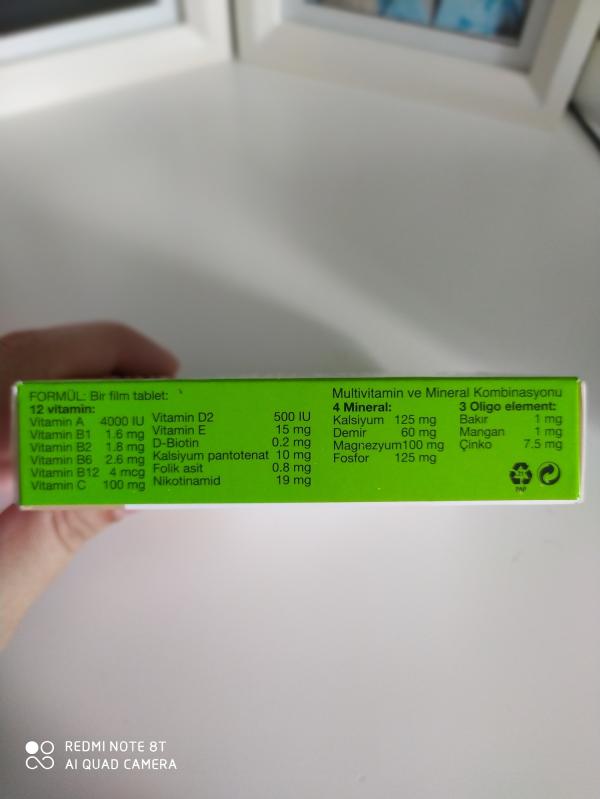 FORMÜL: Bir film tablet:
12 vitamin:
Vitamin A 4000 IU
Vitamin B1 1.6 mg
Vitamin B2 1.8 mg
Vitamin B6 2.6 mg
Vitamin B12 4 mcg
Vitamin C 100 mg
Vitamin D2 500 IU
Vitamin E 15 mg
D-Biotin 0.2 mg
Kalsiyum pantotenat 10 mg
Folik asit 0.8 mg
Nikotinamid 19 mg
Multivitamin ve Mineral Kombinasyonu
4 Mineral:
Kalsiyum 125 mg
Demir 60 mg
Magnezyum 100 mg
Fosfor 125 mg
3 Oligo element:
Bakır 1 mg
Mangan 1 mg
Çinko 7.5 mg
21
PAP
REDMI NOTE 8T
AI QUAD CAMERA